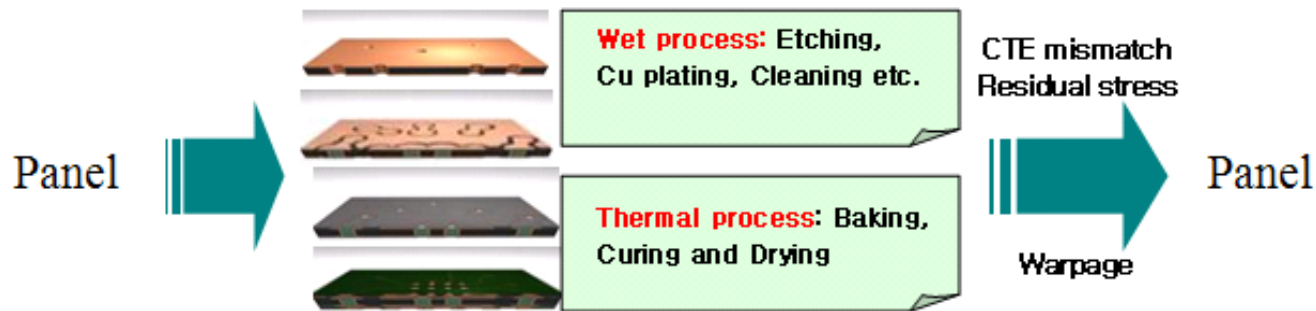 Panel
Wet process: Etching,
Cu plating, Cleaning etc.
Thermal process: Baking,
Curing and Drying
CTE mismatch
Residual stress
Warpage
Panel